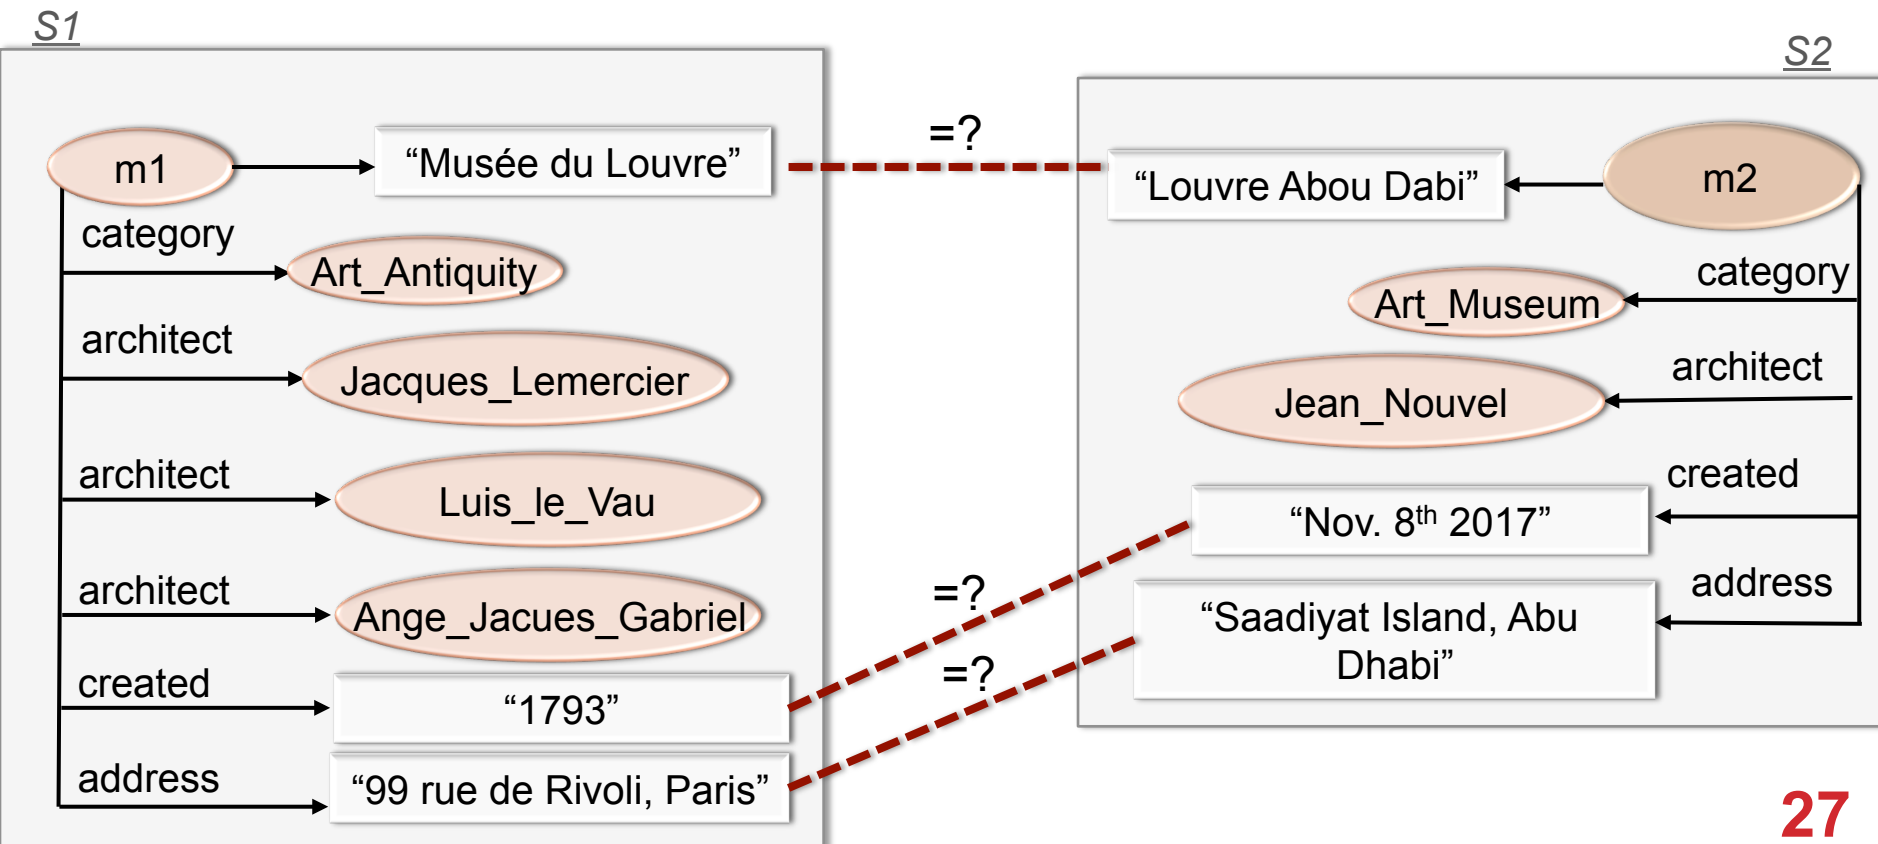 S1
m1
“Musée du Louvre”
category
Art_Antiquity
architect
Jacques_Lemercier
architect
Luis_le_Vau
architect
Ange_Jacues_Gabriel
created
“1793”
address
“99 rue de Rivoli, Paris”
=?
=?
=?
S2
“Louvre Abou Dabi”
m2
category
Art_Museum
architect
Jean_Nouvel
created
“Nov. 8th 2017”
address
“Saadiyat Island, Abu
Dhabi”
27